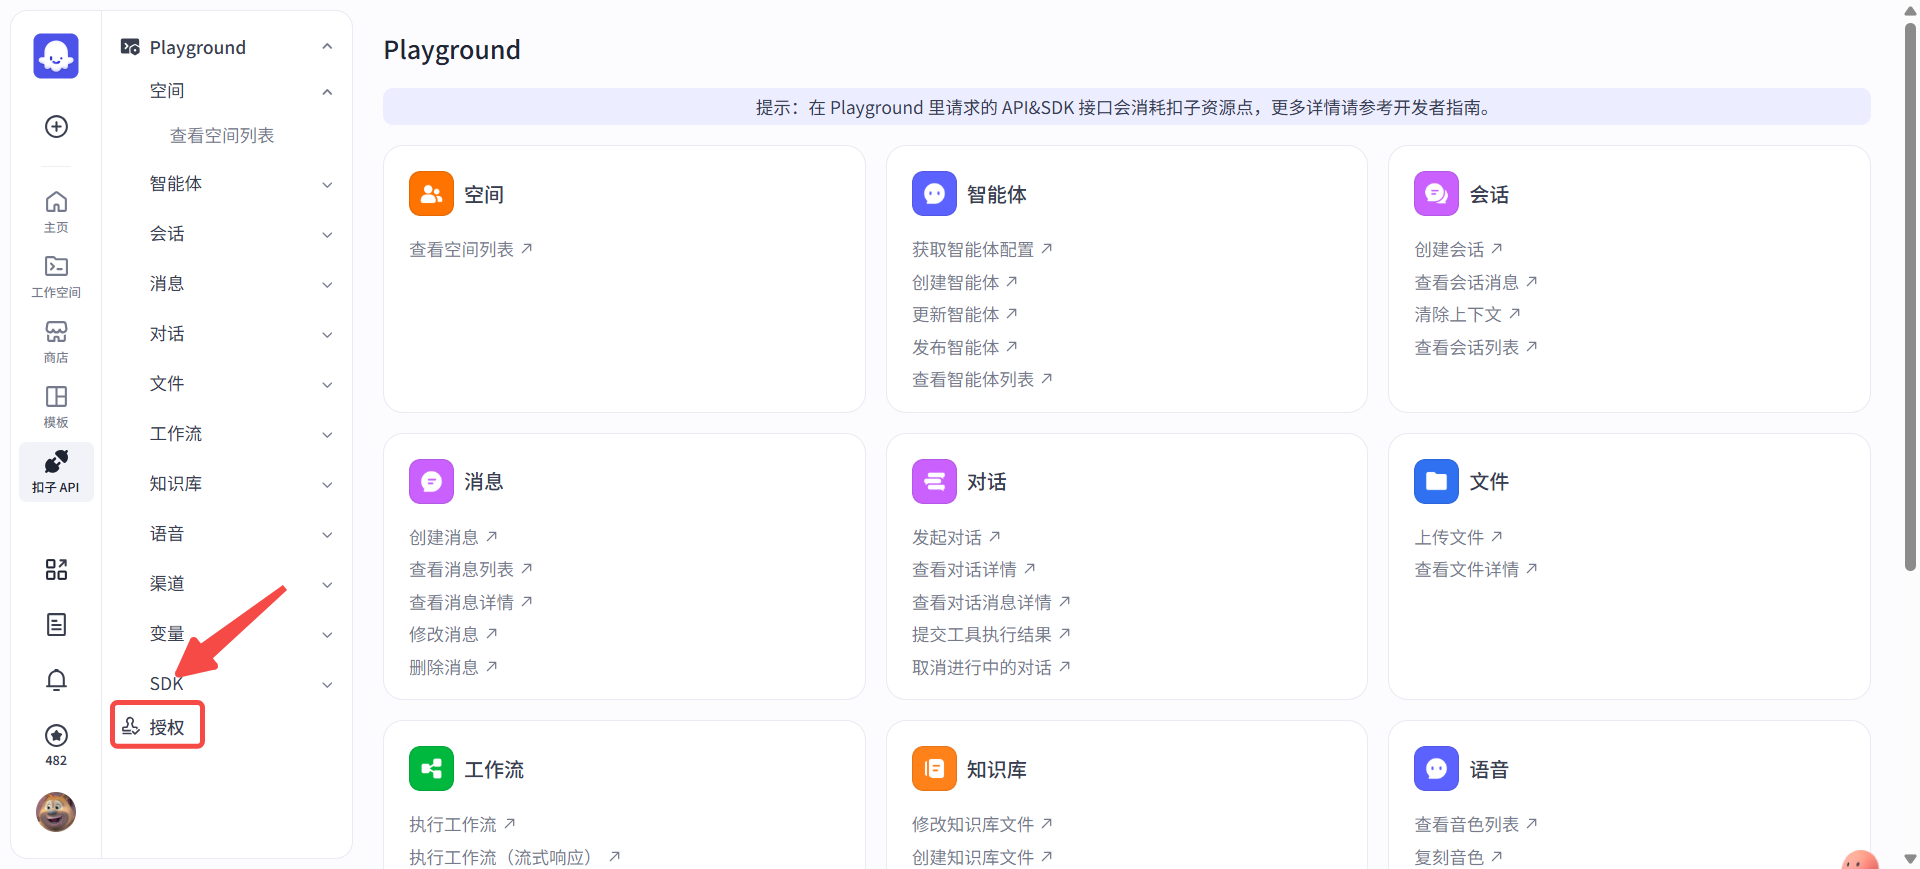 主页
工作空间
商店
模板
扣子 API
482
Playground
空间
查看空间列表
智能体
会话
消息
对话
文件
工作流
知识库
语音
渠道
变量
SDK
授权
Playground
提示：在 Playground 里请求的 API&SDK 接口会消耗扣子资源点，更多详情请参考开发者指南。
空间
查看空间列表
智能体
获取智能体配置
创建智能体
更新智能体
发布智能体
查看智能体列表
会话
创建会话
查看会话消息
清除上下文
查看会话列表
消息
创建消息
查看消息列表
查看消息详情
修改消息
删除消息
对话
发起对话
查看对话详情
查看对话消息详情
提交工具执行结果
取消进行中的对话
文件
上传文件
查看文件详情
工作流
执行工作流
执行工作流（流式响应）
知识库
修改知识库文件
创建知识库文件
语音
查看音色列表
复刻音色